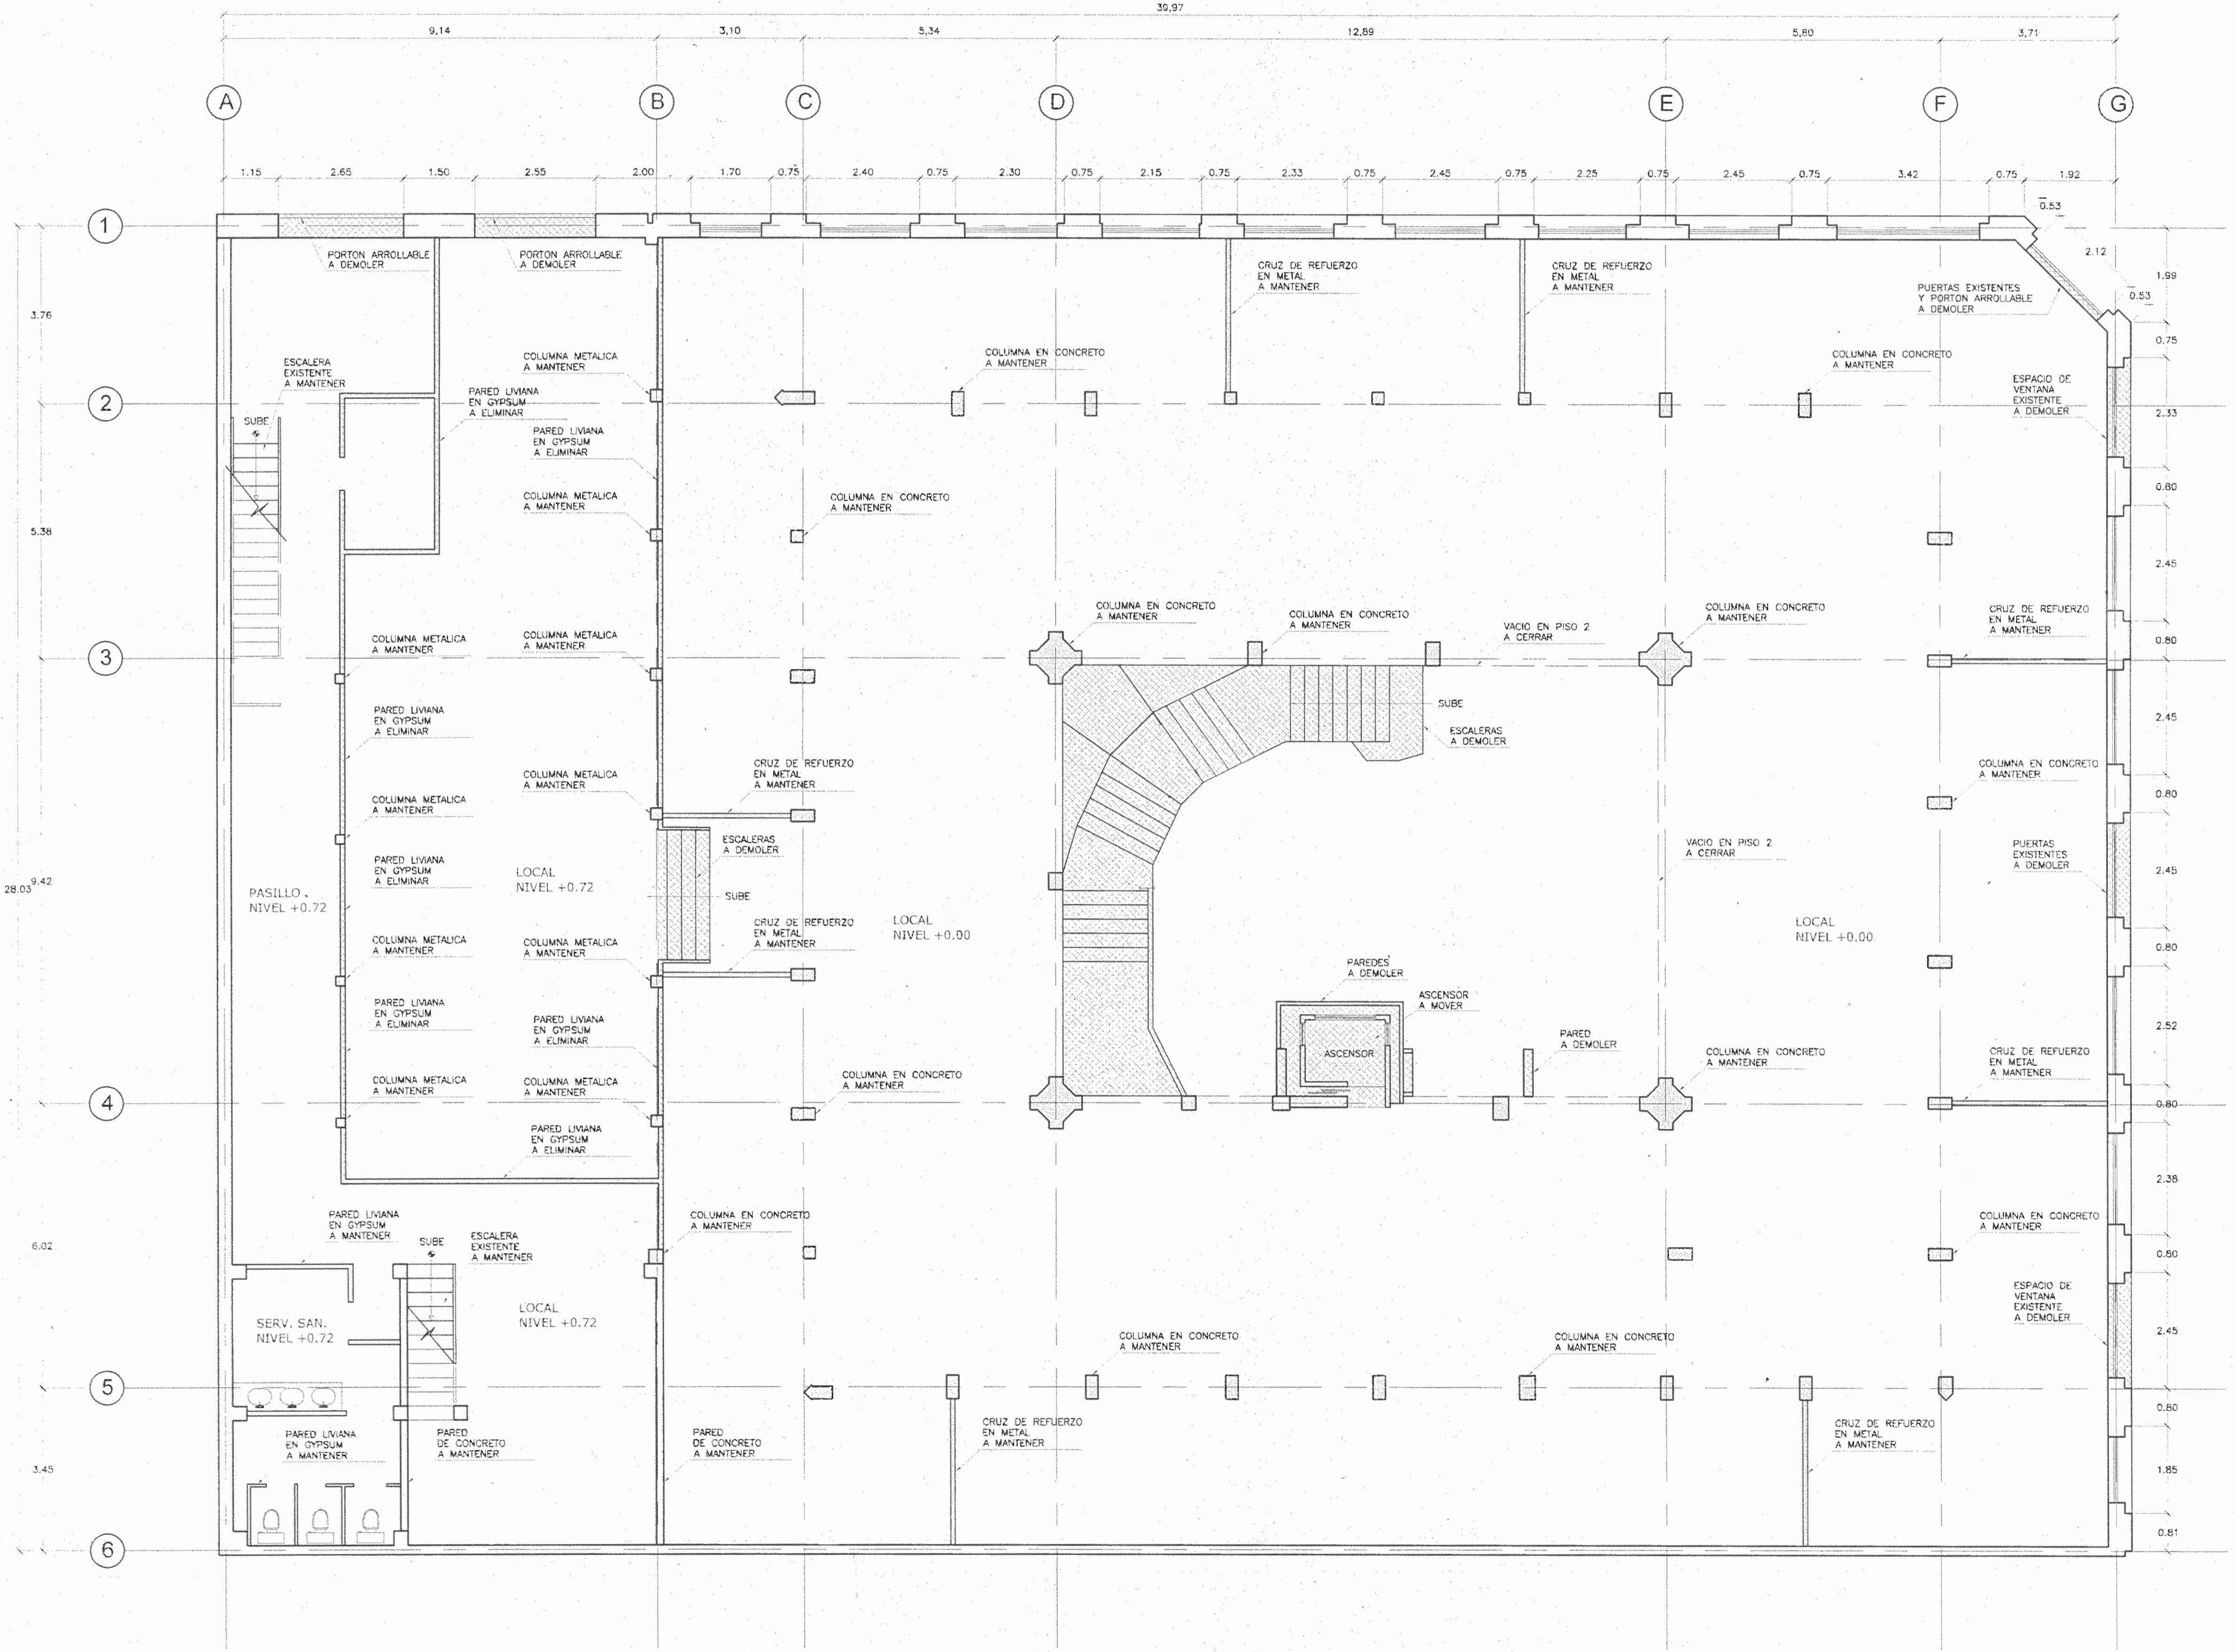 39,97
9,14 3,10 5,34 12,89 5,80 3,71
A B C D E F G
1.15 2.65 1.50 2.55 2.00 1.70 0.75 2.40 0.75 2.30 0.75 2.15 0.75 2.33 0.75 2.45 0.75 2.25 0.75 2.45 0.75 3.42 0.75 1.92
0.53
1
PORTON ARROLLABLE
A DEMOLER
PORTON ARROLLABLE
A DEMOLER
CRUZ DE REFUERZO
EN METAL
A MANTENER
CRUZ DE REFUERZO
EN METAL
A MANTENER
2.12
1.99
0.53
PUERTAS EXISTENTES
Y PORTON ARROLLABLE
A DEMOLER
3.76
0.75
ESCALERA
EXISTENTE
A MANTENER
COLUMNA METALICA
A MANTENER
COLUMNA EN CONCRETO
A MANTENER
COLUMNA EN CONCRETO
A MANTENER
ESPACIO DE
VENTANA
EXISTENTE
A DEMOLER
2.33
2
PARED LIVIANA
EN GYPSUM
A ELIMINAR
SUBE
PARED LIVIANA
EN GYPSUM
A ELIMINAR
0.80
COLUMNA METALICA
A MANTENER
COLUMNA EN CONCRETO
A MANTENER
5.38
2.45
COLUMNA METALICA
A MANTENER
COLUMNA METALICA
A MANTENER
COLUMNA EN CONCRETO
A MANTENER
COLUMNA EN CONCRETO
A MANTENER
VACIO EN PISO 2
A CERRAR
COLUMNA EN CONCRETO
A MANTENER
CRUZ DE REFUERZO
EN METAL
A MANTENER
0.80
3
PARED LIVIANA
EN GYPSUM
A ELIMINAR
SUBE
ESCALERAS
A DEMOLER
2.45
COLUMNA METALICA
A MANTENER
CRUZ DE REFUERZO
EN METAL
A MANTENER
COLUMNA EN CONCRETO
A MANTENER
0.80
COLUMNA METALICA
A MANTENER
ESCALERAS
A DEMOLER
VACIO EN PISO 2
A CERRAR
PUERTAS
EXISTENTES
A DEMOLER
2.45
28.03
9.42
PARED LIVIANA
EN GYPSUM
A ELIMINAR
LOCAL
NIVEL +0.72
PASILLO.
NIVEL +0.72
SUBE
CRUZ DE REFUERZO
EN METAL
A MANTENER
LOCAL
NIVEL +0.00
LOCAL
NIVEL +0.00
0.80
COLUMNA METALICA
A MANTENER
COLUMNA METALICA
A MANTENER
PAREDES
A DEMOLER
ASCENSOR
A MOVER
PARED LIVIANA
EN GYPSUM
A ELIMINAR
PARED LIVIANA
EN GYPSUM
A ELIMINAR
ASCENSOR
PARED
A DEMOLER
2.52
COLUMNA METALICA
A MANTENER
COLUMNA METALICA
A MANTENER
COLUMNA EN CONCRETO
A MANTENER
COLUMNA EN CONCRETO
A MANTENER
CRUZ DE REFUERZO
EN METAL
A MANTENER
4
0.80
PARED LIVIANA
EN GYPSUM
A ELIMINAR
2.38
PARED LIVIANA
EN GYPSUM
A MANTENER
COLUMNA EN CONCRETO
A MANTENER
COLUMNA EN CONCRETO
A MANTENER
6.02
SUBE
ESCALERA
EXISTENTE
A MANTENER
0.80
SERV. SAN.
NIVEL +0.72
LOCAL
NIVEL +0.72
ESPACIO DE
VENTANA
EXISTENTE
A DEMOLER
2.45
COLUMNA EN CONCRETO
A MANTENER
COLUMNA EN CONCRETO
A MANTENER
5
0.80
PARED LIVIANA
EN GYPSUM
A MANTENER
PARED
DE CONCRETO
A MANTENER
PARED
DE CONCRETO
A MANTENER
CRUZ DE REFUERZO
EN METAL
A MANTENER
CRUZ DE REFUERZO
EN METAL
A MANTENER
3.45
1.85
0.81
6